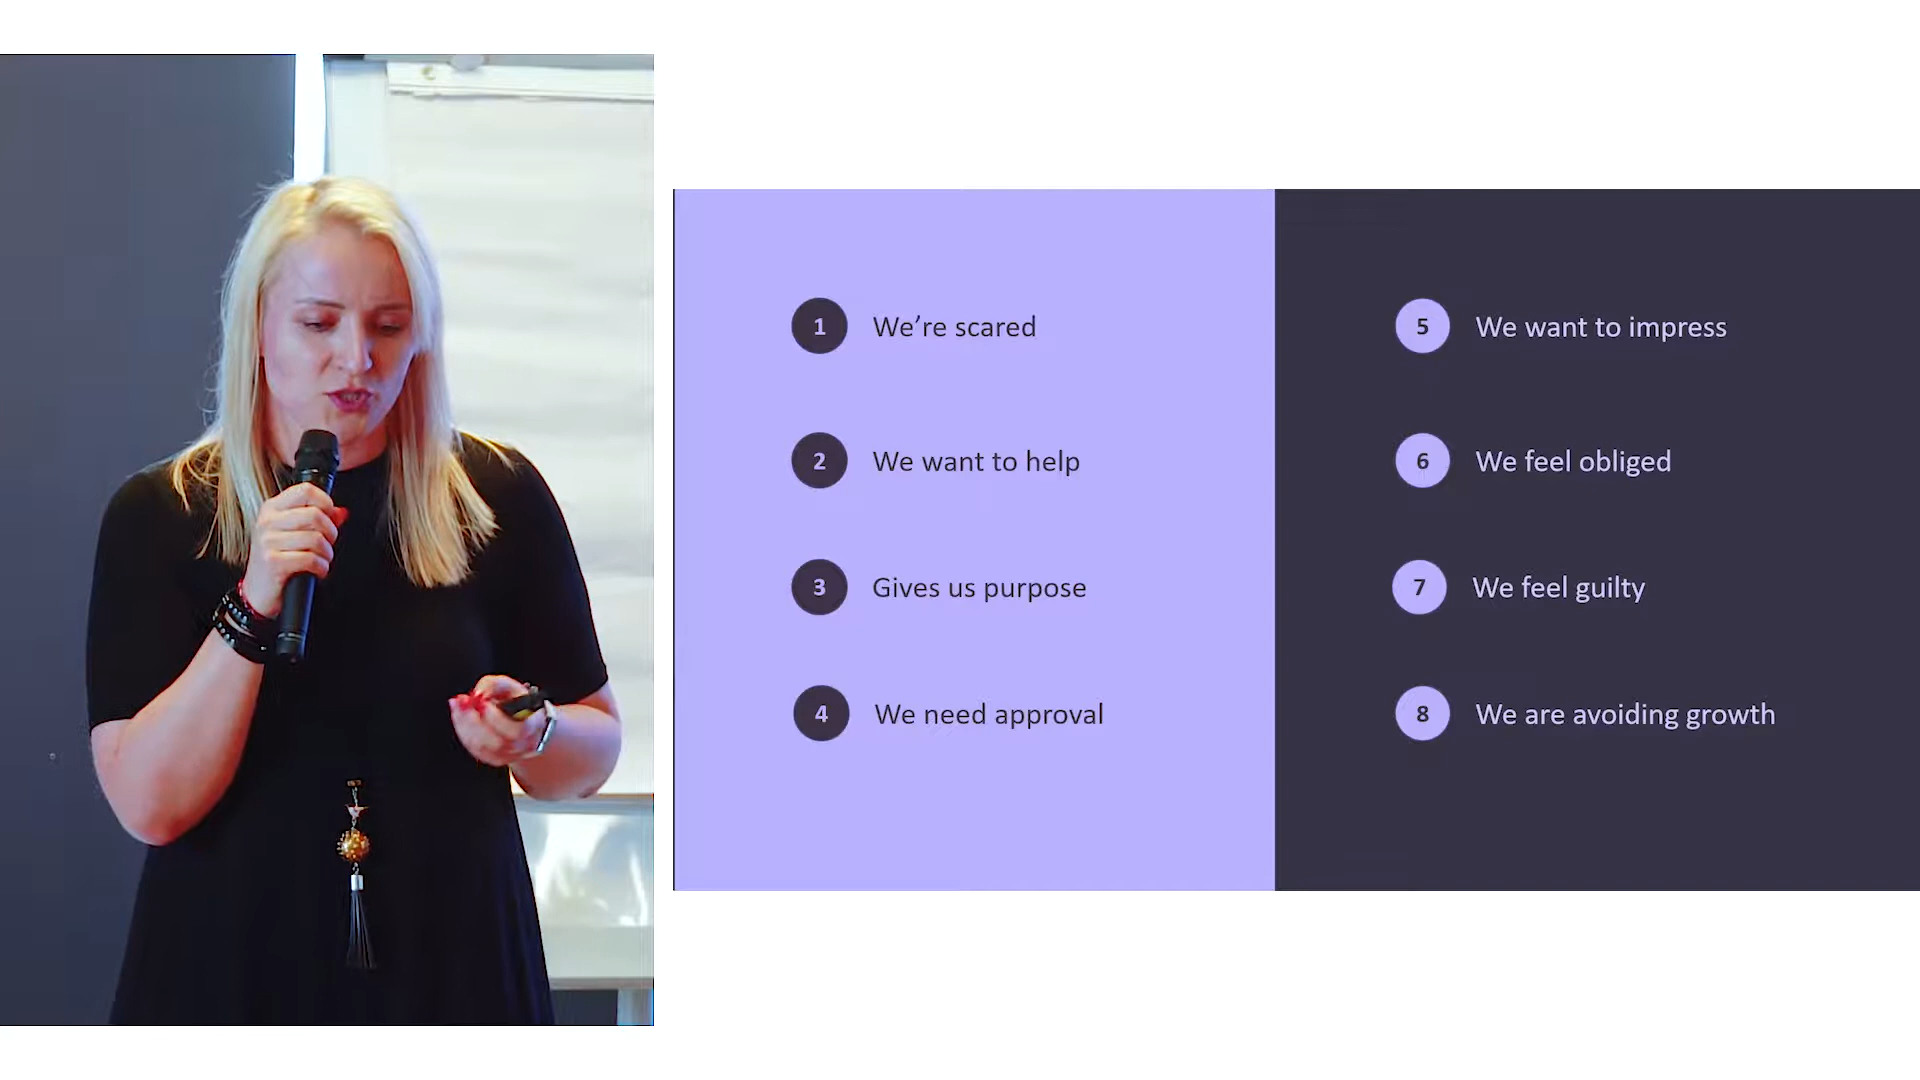 1 We’re scared
2 We want to help
3 Gives us purpose
4 We need approval
5 We want to impress
6 We feel obliged
7 We feel guilty
8 We are avoiding growth